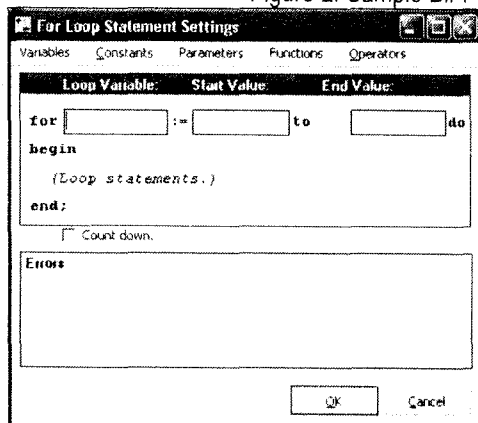 For Loop Statement Settings
Variables Constants Parameters Functions Operators
Loop Variable: Start Value: End Value:
for := to do
begin
(Loop statements.)
end;
Count down.
Errors
OK Cancel